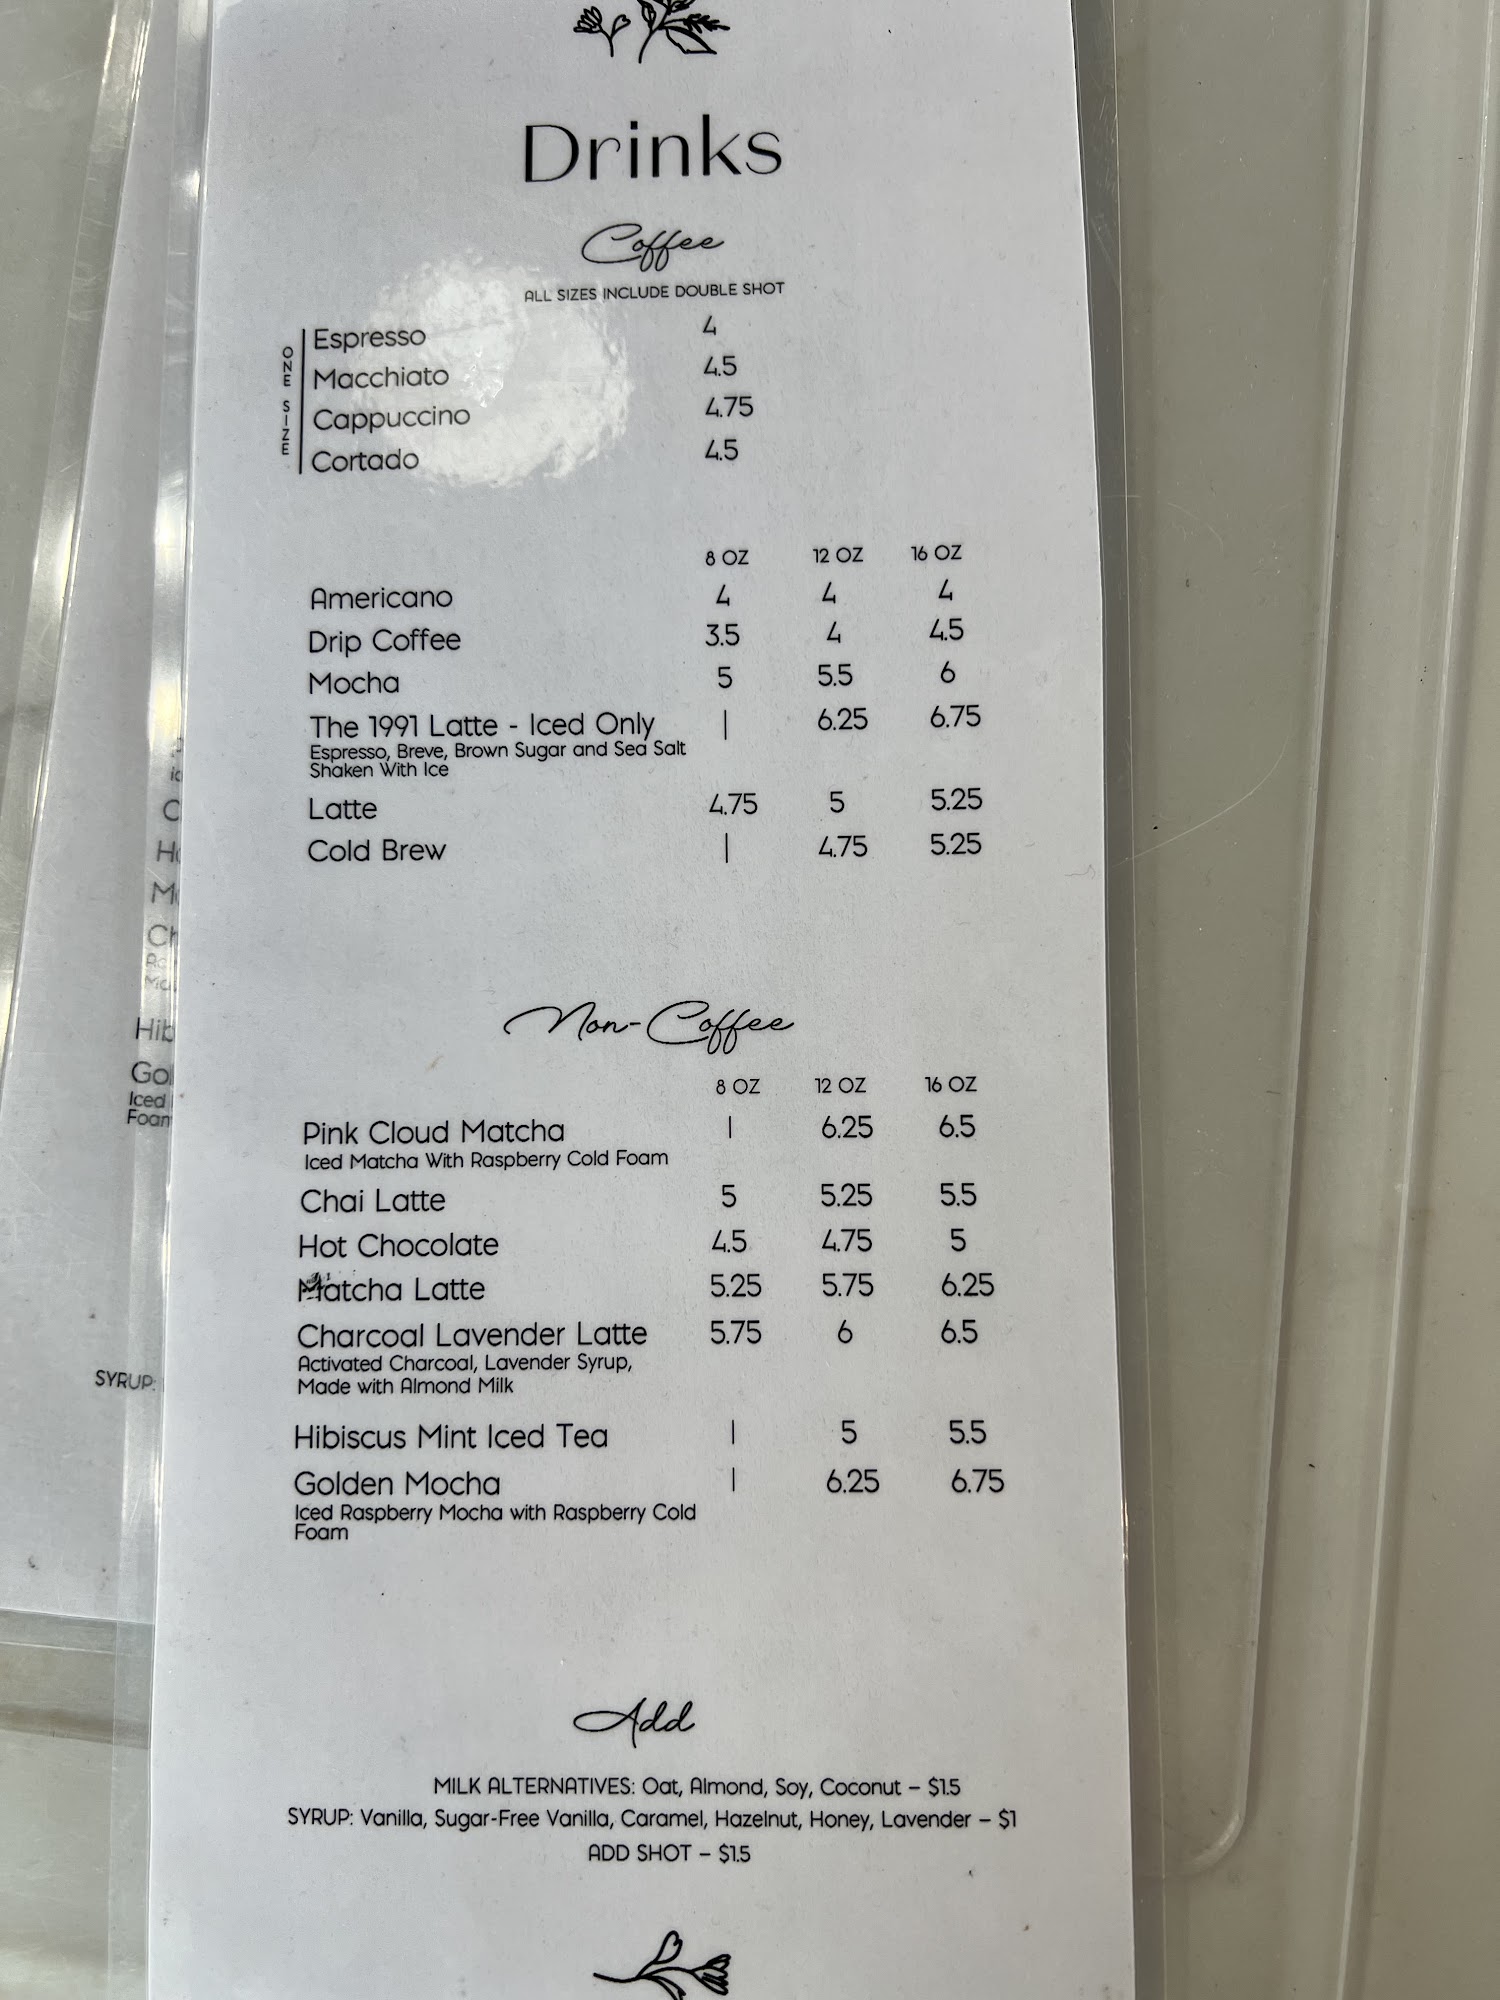 Drinks
Coffee
ALL SIZES INCLUDE DOUBLE SHOT
ONE SIZE
Espresso 4
Macchiato 4.5
Cappuccino 4.75
Cortado 4.5
8 OZ 12 OZ 16 OZ
Americano 4 4 4
Drip Coffee 3.5 4 4.5
Mocha 5 5.5 6
The 1991 Latte - Iced Only | 6.25 6.75
Espresso, Breve, Brown Sugar and Sea Salt
Shaken With Ice
Latte 4.75 5 5.25
Cold Brew | 4.75 5.25
Non-Coffee
8 OZ 12 OZ 16 OZ
Pink Cloud Matcha | 6.25 6.5
Iced Matcha With Raspberry Cold Foam
Chai Latte 5 5.25 5.5
Hot Chocolate 4.5 4.75 5
Matcha Latte 5.25 5.75 6.25
Charcoal Lavender Latte 5.75 6 6.5
Activated Charcoal, Lavender Syrup,
Made with Almond Milk
Hibiscus Mint Iced Tea | 5 5.5
Golden Mocha | 6.25 6.75
Iced Raspberry Mocha with Raspberry Cold
Foam
Add
MILK ALTERNATIVES: Oat, Almond, Soy, Coconut – $1.5
SYRUP: Vanilla, Sugar-Free Vanilla, Caramel, Hazelnut, Honey, Lavender – $1
ADD SHOT – $1.5
Iced
SYRUP: